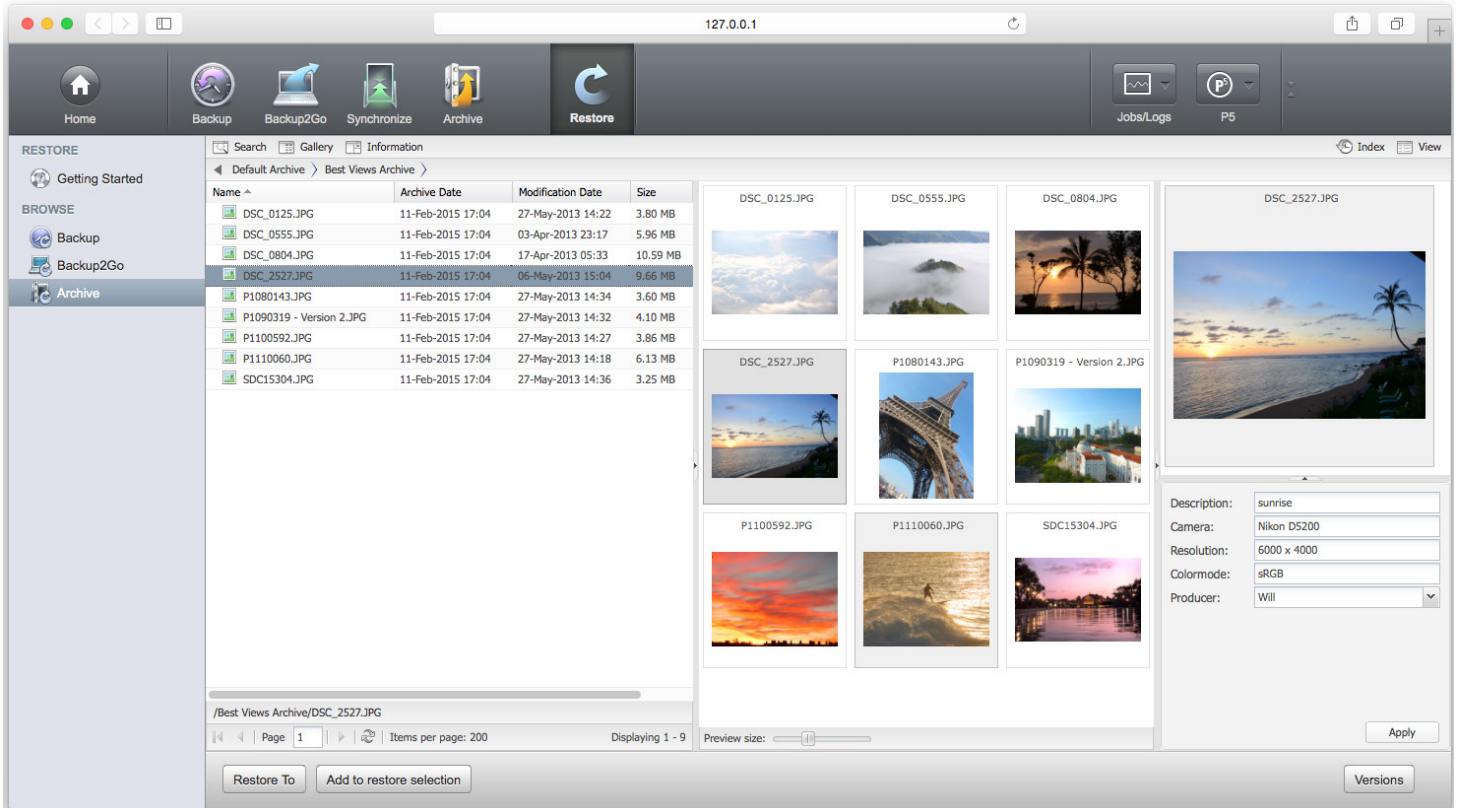 127.0.0.1
Home
Backup
Backup2Go
Synchronize
Archive
Restore
Jobs/Logs
P5
P5
RESTORE
Getting Started
BROWSE
Backup
Backup2Go
Archive
Search Gallery Information
Index View
Default Archive Best Views Archive
Name Archive Date Modification Date Size
DSC_0125.JPG 11-Feb-2015 17:04 27-May-2013 14:22 3.80 MB
DSC_0555.JPG 11-Feb-2015 17:04 03-Apr-2013 23:17 5.96 MB
DSC_0804.JPG 11-Feb-2015 17:04 17-Apr-2013 05:33 10.59 MB
DSC_2527.JPG 11-Feb-2015 17:04 06-May-2013 15:04 9.66 MB
P1080143.JPG 11-Feb-2015 17:04 27-May-2013 14:34 3.60 MB
P1090319 - Version 2.JPG 11-Feb-2015 17:04 27-May-2013 14:32 4.10 MB
P1100592.JPG 11-Feb-2015 17:04 27-May-2013 14:27 3.86 MB
P1110060.JPG 11-Feb-2015 17:04 27-May-2013 14:18 6.13 MB
SDC15304.JPG 11-Feb-2015 17:04 27-May-2013 14:36 3.25 MB
/Best Views Archive/DSC_2527.JPG
Page 1 Items per page: 200 Displaying 1 - 9
DSC_0125.JPG DSC_0555.JPG DSC_0804.JPG
DSC_2527.JPG P1080143.JPG P1090319 - Version 2.JPG
P1100592.JPG P1110060.JPG SDC15304.JPG
Preview size:
DSC_2527.JPG
Description: sunrise
Camera: Nikon D5200
Resolution: 6000 x 4000
Colormode: sRGB
Producer: Will
Apply
Restore To Add to restore selection Versions